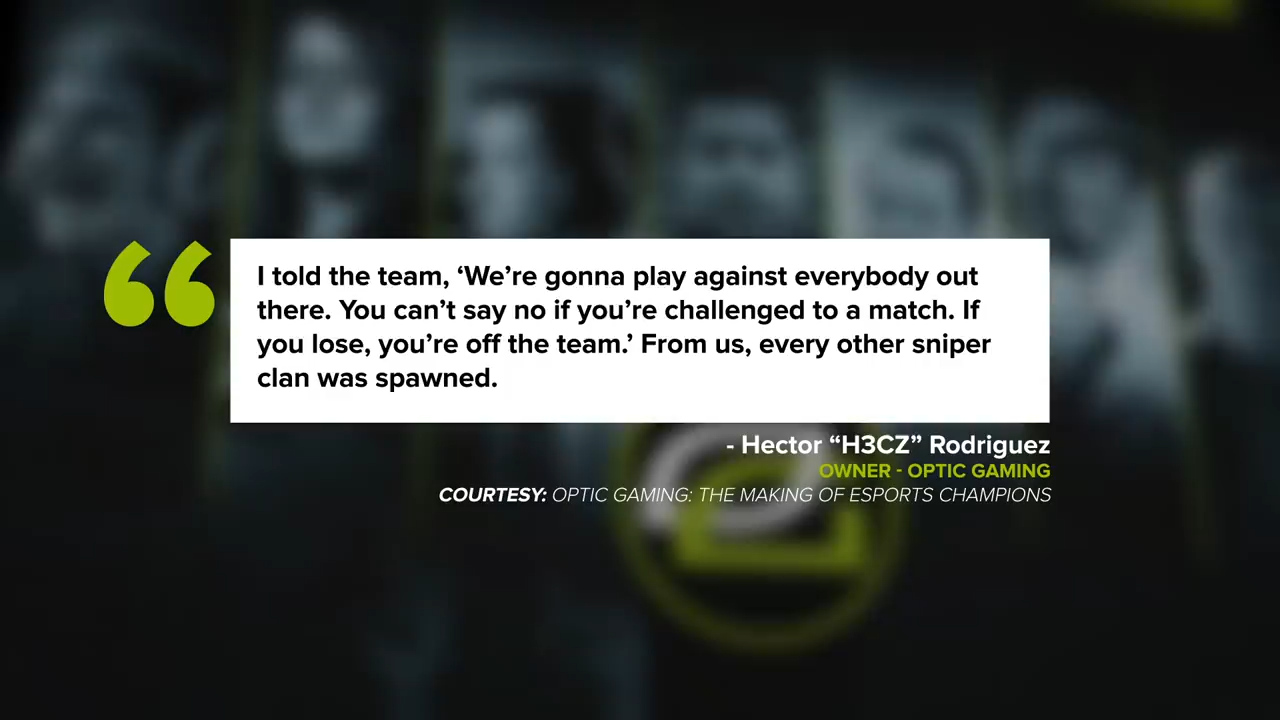 I told the team, ‘We’re gonna play against everybody out
there. You can’t say no if you’re challenged to a match. If
you lose, you’re off the team.’ From us, every other sniper
clan was spawned.
- Hector “H3CZ” Rodriguez
OWNER - OPTIC GAMING
COURTESY: OPTIC GAMING: THE MAKING OF ESPORTS CHAMPIONS